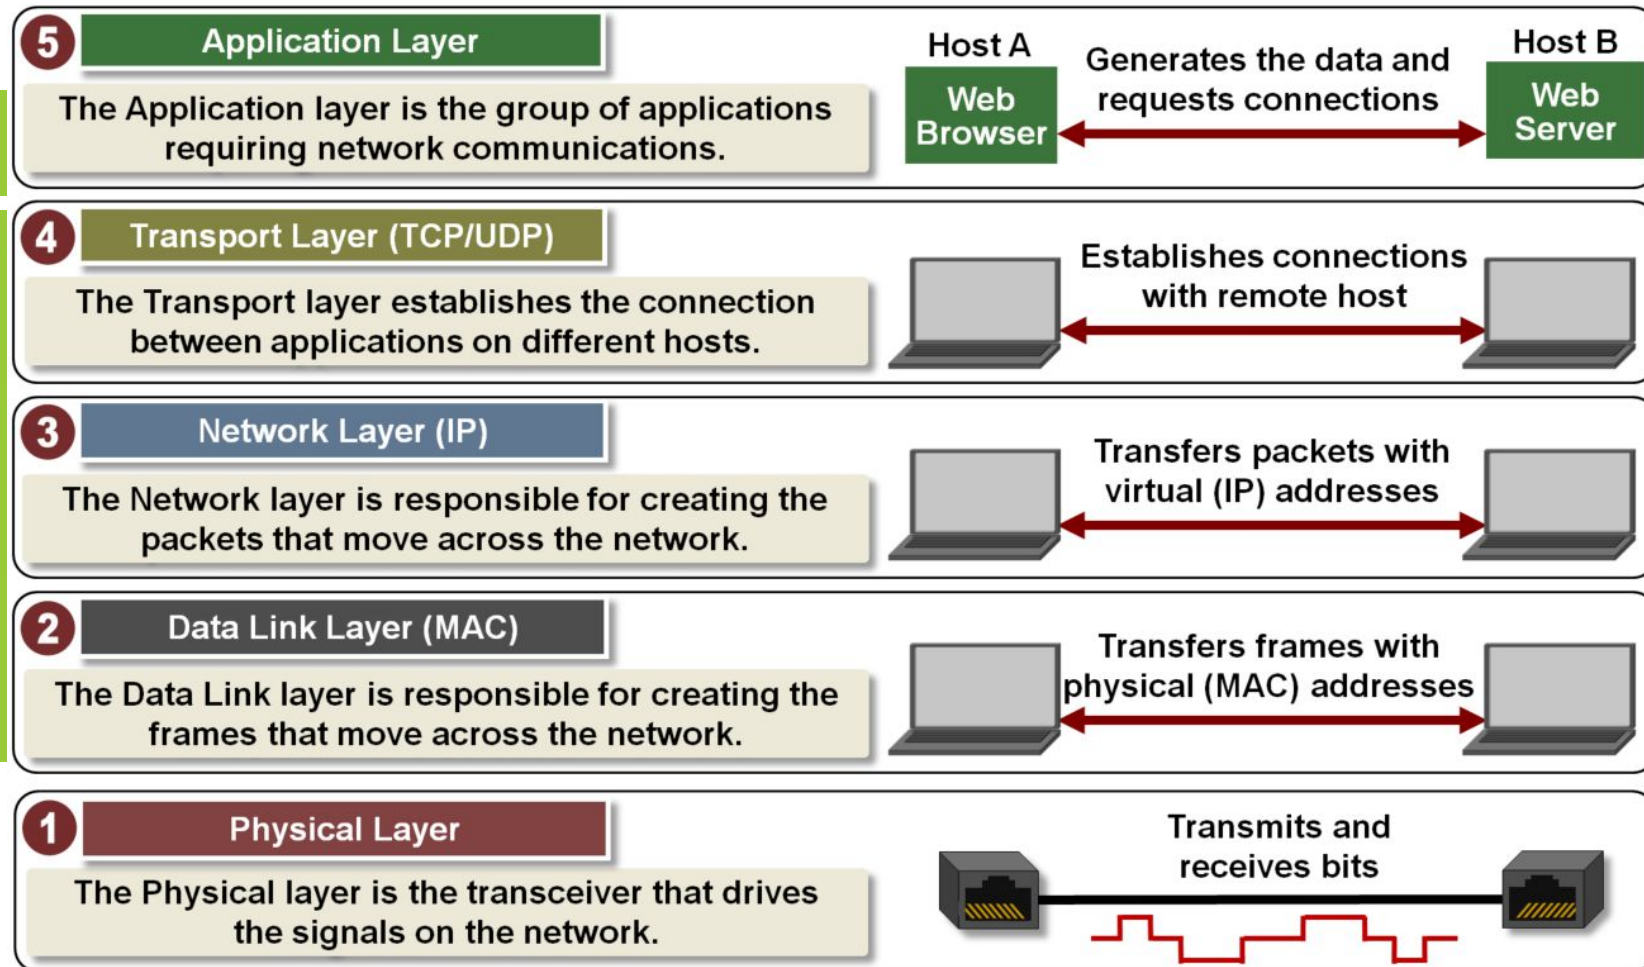 5
Application Layer
The Application layer is the group of applications
requiring network communications.
Host A
Web
Browser
Generates the data and
requests connections
Host B
Web
Server
4
Transport Layer (TCP/UDP)
The Transport layer establishes the connection
between applications on different hosts.
Establishes connections
with remote host
3
Network Layer (IP)
The Network layer is responsible for creating the
packets that move across the network.
Transfers packets with
virtual (IP) addresses
2
Data Link Layer (MAC)
The Data Link layer is responsible for creating the
frames that move across the network.
Transfers frames with
physical (MAC) addresses
1
Physical Layer
The Physical layer is the transceiver that drives
the signals on the network.
Transmits and
receives bits